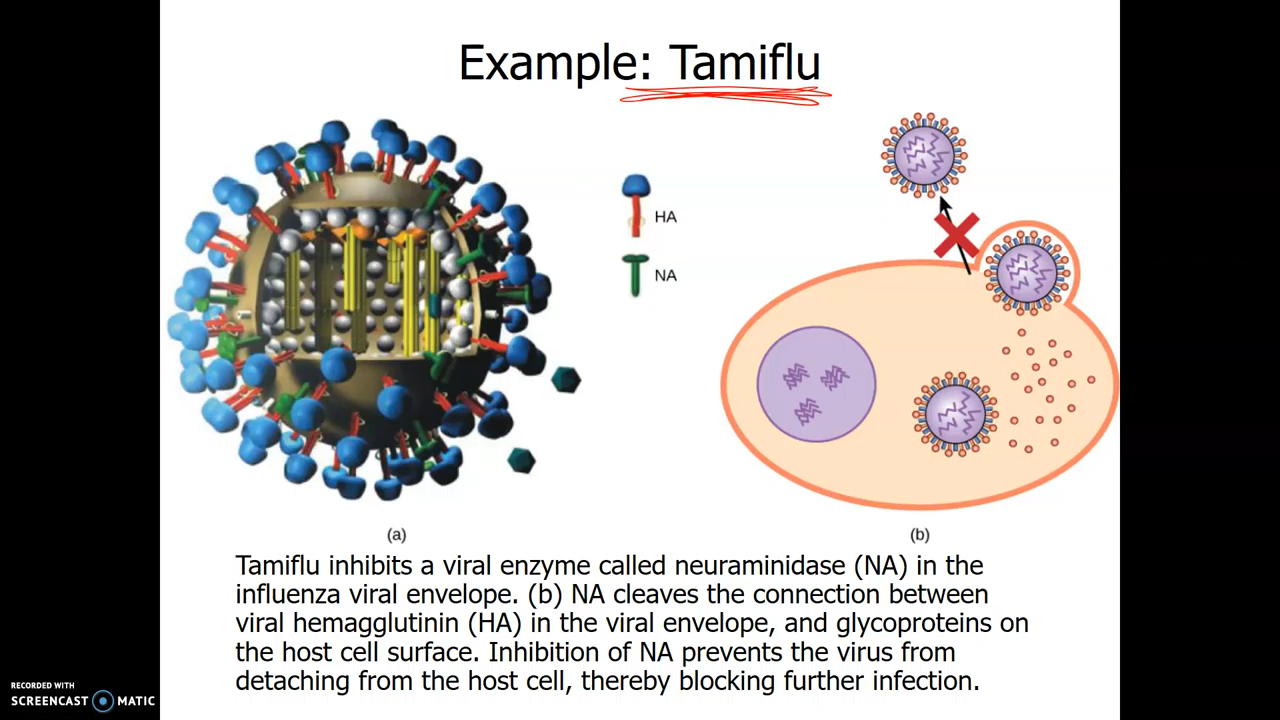 Example: Tamiflu
HA
NA
(a)
(b)
Tamiflu inhibits a viral enzyme called neuraminidase (NA) in the
influenza viral envelope. (b) NA cleaves the connection between
viral hemagglutinin (HA) in the viral envelope, and glycoproteins on
the host cell surface. Inhibition of NA prevents the virus from
detaching from the host cell, thereby blocking further infection.
RECORDED WITH
SCREENCAST MATIC